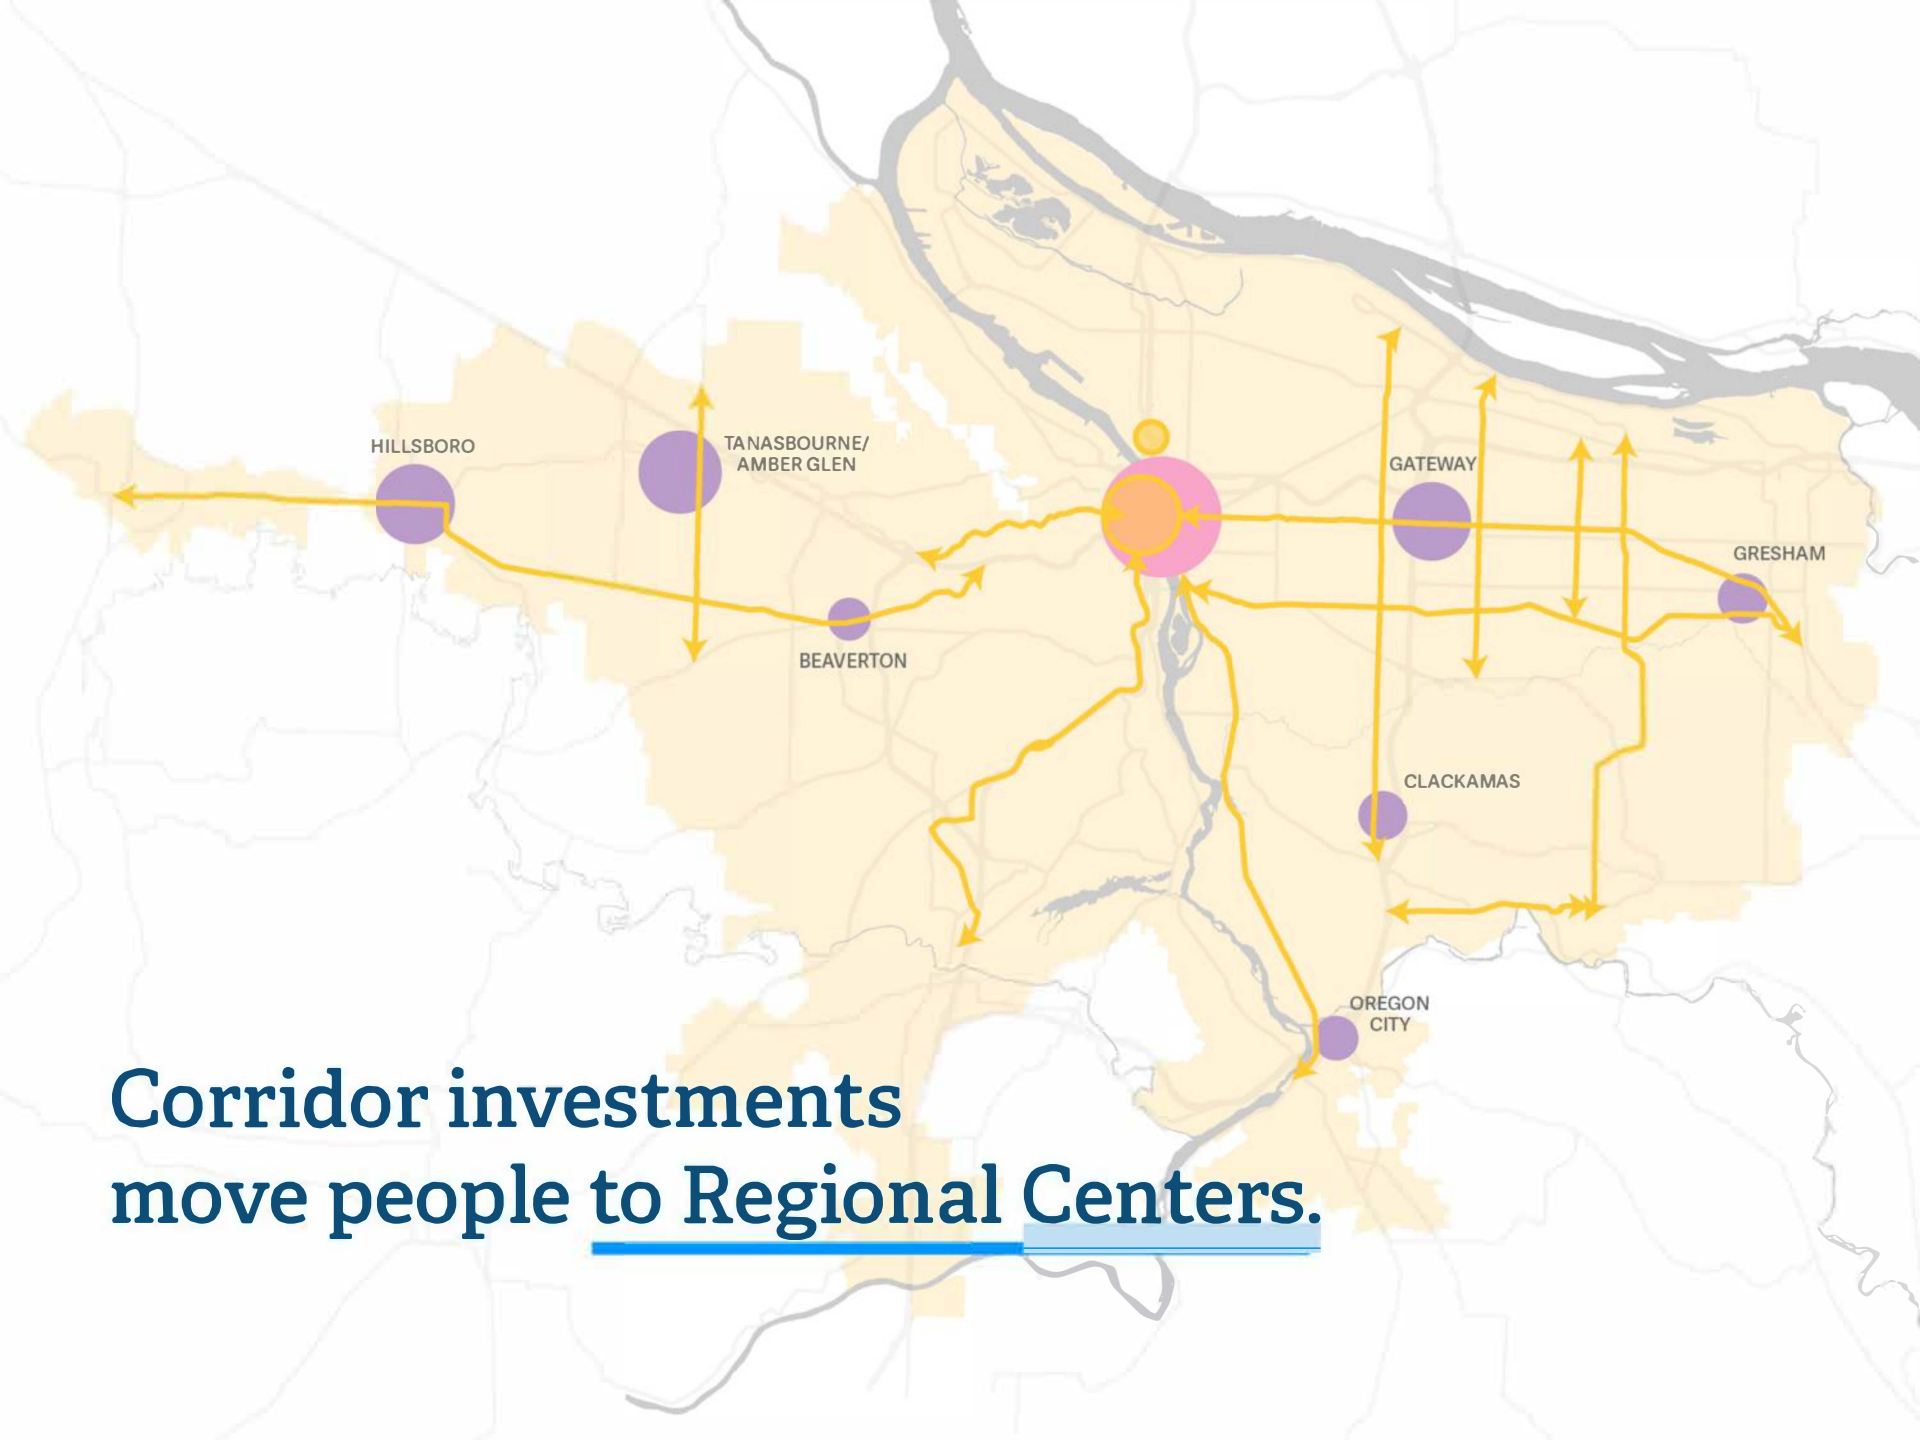 HILLSBORO
TANASBOURNE/
AMBER GLEN
GATEWAY
GRESHAM
BEAVERTON
CLACKAMAS
OREGON
CITY
Corridor investments
move people to Regional Centers.